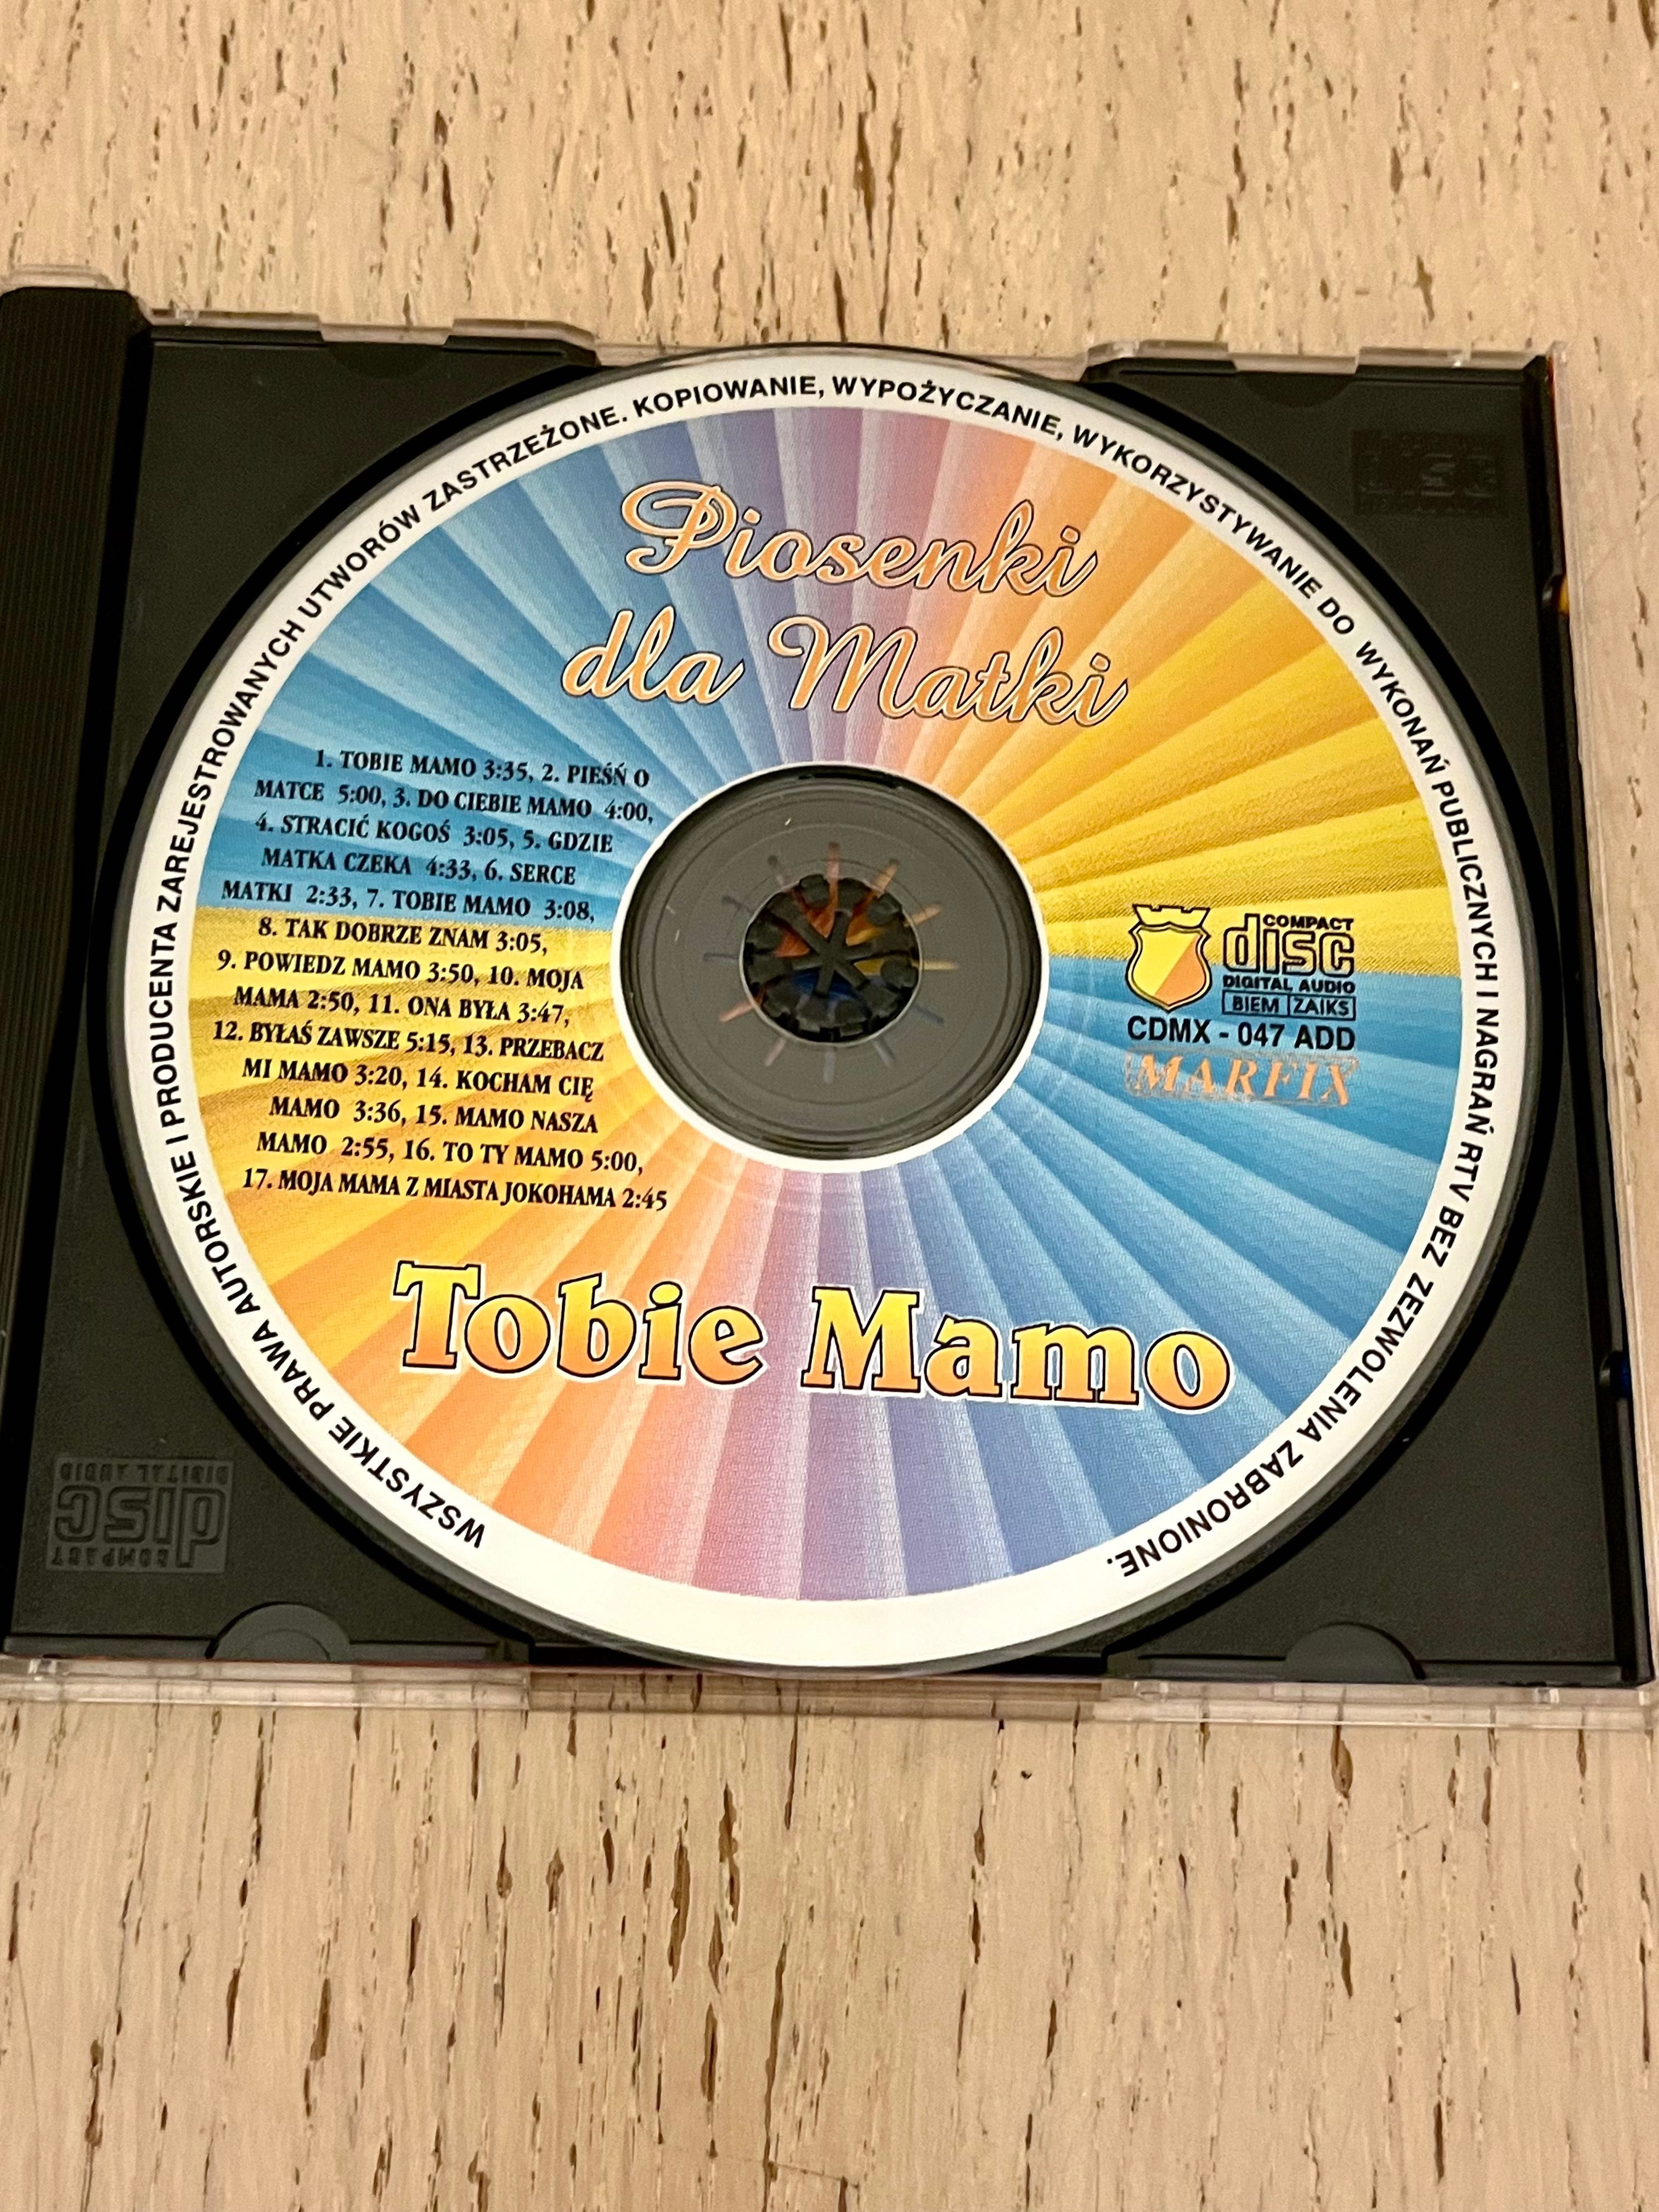 WSZYSTKIE PRAWA AUTORSKIE I PRODUCENTA ZAREJESTROWANYCH UTWORÓW ZASTRZEŻONE. KOPIOWANIE, WYPOŻYCZANIE, WYKORZYSTYWANIE DO WYKONAŃ PUBLICZNYCH I NAGRAŃ RTV BEZ ZEZWOLENIA ZABRONIONE.
Piosenki
dla Matki
1. TOBIE MAMO 3:35, 2. PIEŚŃ O
MATCE 5:00, 3. DO CIEBIE MAMO 4:00,
4. STRACIĆ KOGOŚ 3:05, 5. GDZIE
MATKA CZEKA 4:33, 6. SERCE
MATKI 2:33, 7. TOBIE MAMO 3:08,
8. TAK DOBRZE ZNAM 3:05,
9. POWIEDZ MAMO 3:50, 10. MOJA
MAMA 2:50, 11. ONA BYŁA 3:47,
12. BYŁAŚ ZAWSZE 5:15, 13. PRZEBACZ
MI MAMO 3:20, 14. KOCHAM CIĘ
MAMO 3:36, 15. MAMO NASZA
MAMO 2:55, 16. TO TY MAMO 5:00,
17. MOJA MAMA Z MIASTA JOKOHAMA 2:45
COMPACT
disc
DIGITAL AUDIO
BIEM ZAIKS
CDMX - 047 ADD
MARFIX
Tobie Mamo
COMPACT
disc
DIGITAL AUDIO